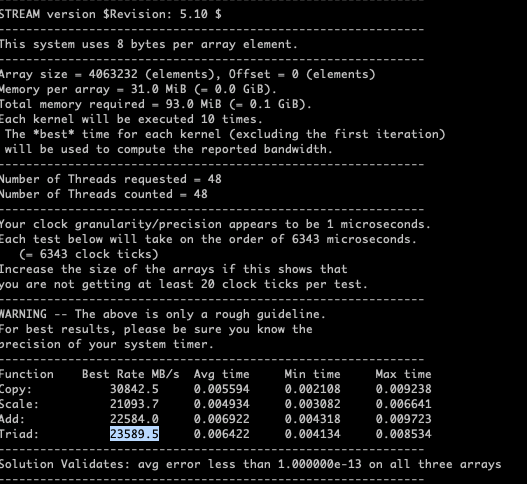 STREAM version $Revision: 5.10 $
-------------------------------------------------------------
This system uses 8 bytes per array element.
-------------------------------------------------------------
Array size = 4063232 (elements), Offset = 0 (elements)
Memory per array = 31.0 MiB (= 0.0 GiB).
Total memory required = 93.0 MiB (= 0.1 GiB).
Each kernel will be executed 10 times.
 The *best* time for each kernel (excluding the first iteration)
 will be used to compute the reported bandwidth.
-------------------------------------------------------------
Number of Threads requested = 48
Number of Threads counted = 48
-------------------------------------------------------------
Your clock granularity/precision appears to be 1 microseconds.
Each test below will take on the order of 6343 microseconds.
   (= 6343 clock ticks)
Increase the size of the arrays if this shows that
you are not getting at least 20 clock ticks per test.
-------------------------------------------------------------
WARNING -- The above is only a rough guideline.
For best results, please be sure you know the
precision of your system timer.
-------------------------------------------------------------
Function    Best Rate MB/s  Avg time     Min time     Max time
Copy:           30842.5     0.005594     0.002108     0.009238
Scale:          21093.7     0.004934     0.003082     0.006641
Add:            22584.0     0.006922     0.004318     0.009723
Triad:          23589.5     0.006422     0.004134     0.008534
-------------------------------------------------------------
Solution Validates: avg error less than 1.000000e-13 on all three arrays
-------------------------------------------------------------